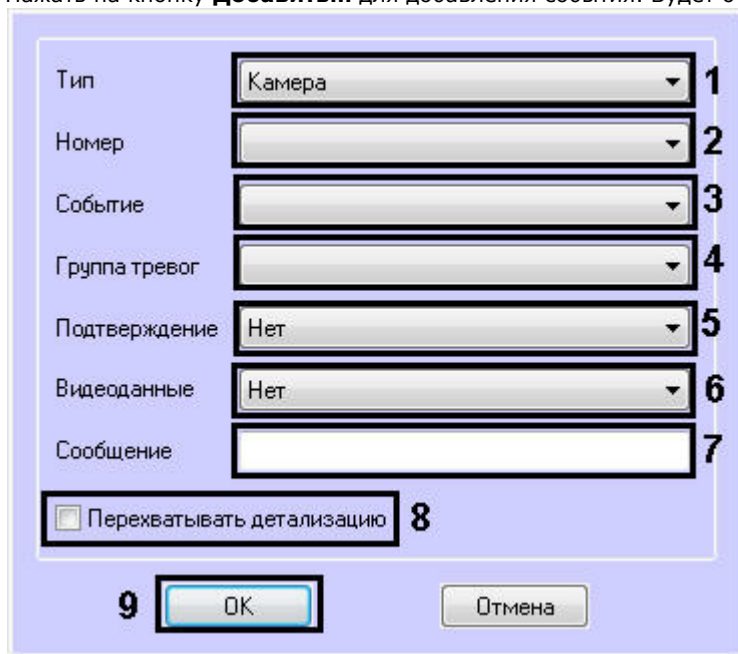 Нажать на кнопку Добавить... для добавления события. Будет о
Тип Камера 1
Номер 2
Событие 3
Группа тревог 4
Подтверждение Нет 5
Видеоданные Нет 6
Сообщение 7
Перехватывать детализацию 8
9 OK Отмена